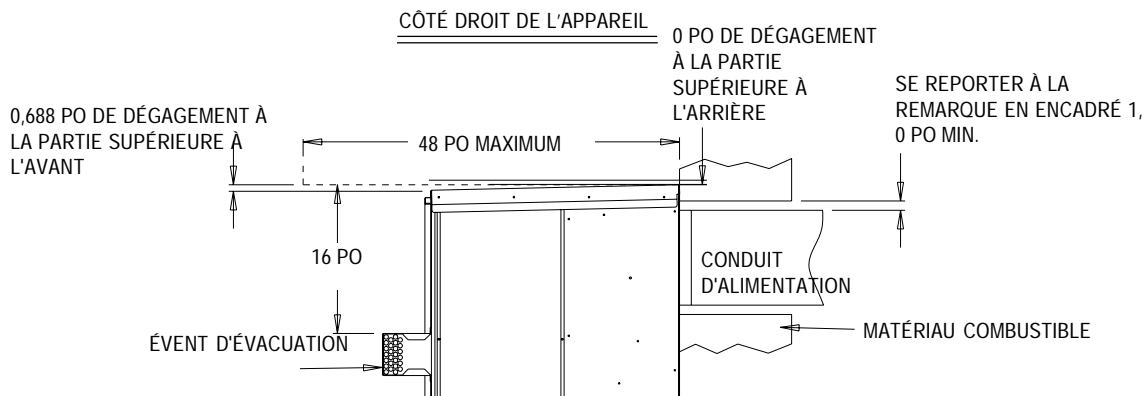 CÔTÉ DROIT DE L'APPAREIL
0 PO DE DÉGAGEMENT
À LA PARTIE
SUPÉRIEURE À
L'ARRIÈRE
SE REPORTER À LA
REMARQUE EN ENCADRÉ 1,
0 PO MIN.
0,688 PO DE DÉGAGEMENT À
LA PARTIE SUPÉRIEURE À
L'AVANT
48 PO MAXIMUM
16 PO
CONDUIT
D'ALIMENTATION
ÉVENT D'ÉVACUATION
MATÉRIAU COMBUSTIBLE